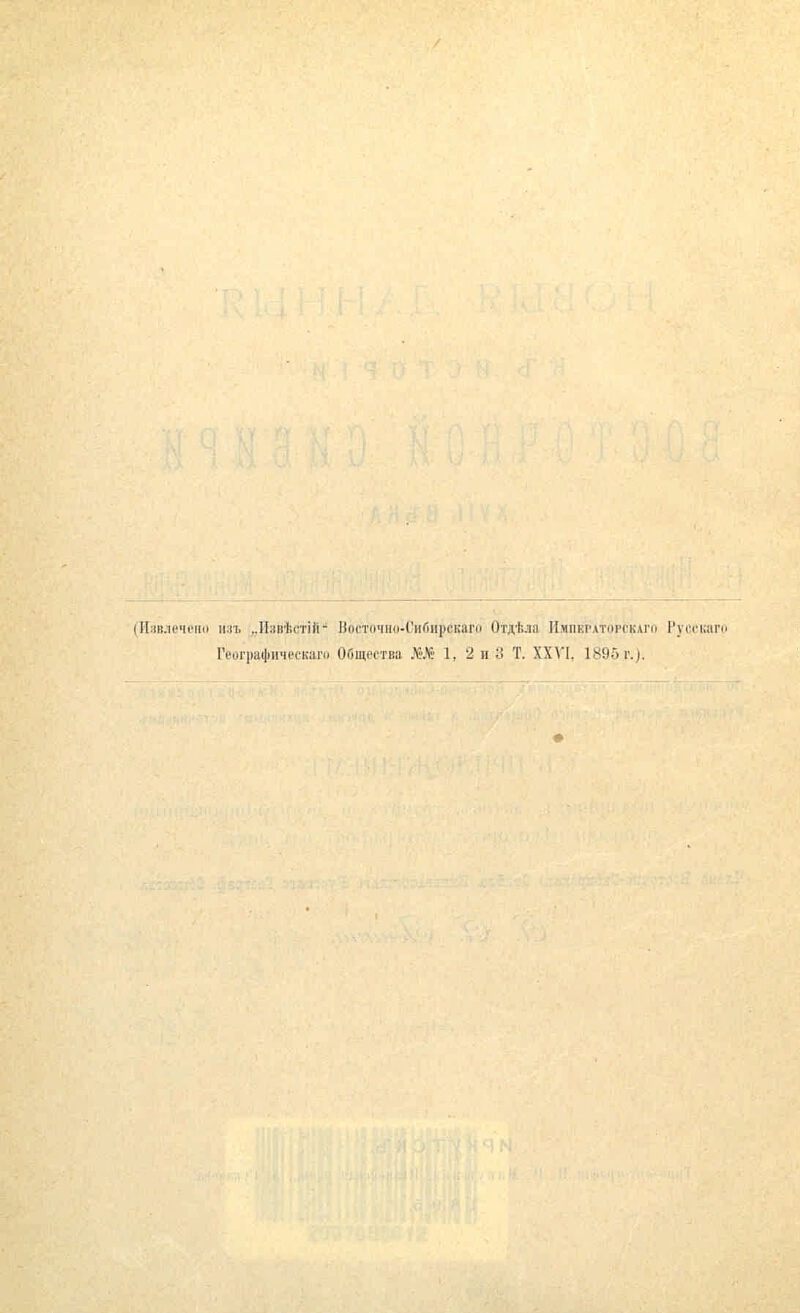 (Извлечено изъ „Извѣстій“ Восточно-Сибирскаго Отдѣла Императорскаго Русскаго
Географическаго Общества №№ 1, 2 и 3 Т. XXVI, 1895 г.).